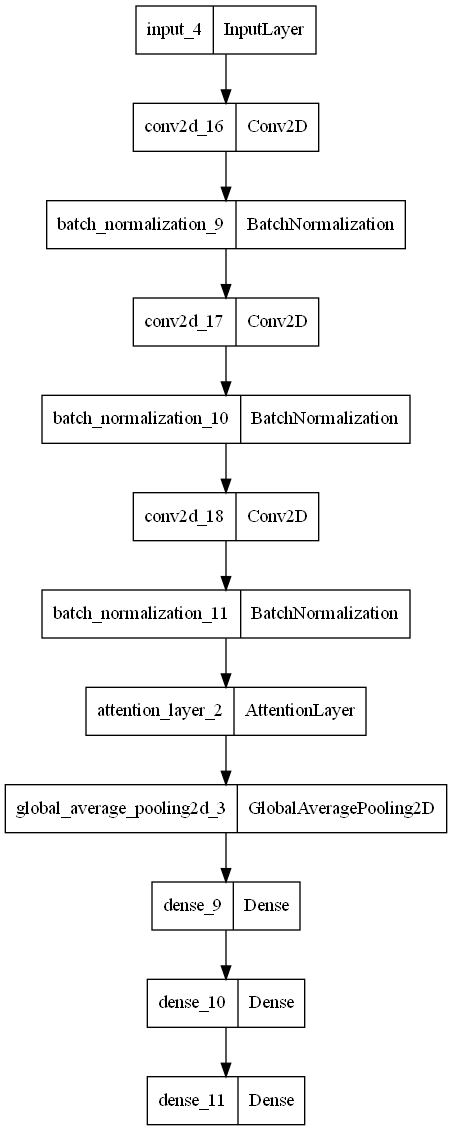 input_4 InputLayer
conv2d_16 Conv2D
batch_normalization_9 BatchNormalization
conv2d_17 Conv2D
batch_normalization_10 BatchNormalization
conv2d_18 Conv2D
batch_normalization_11 BatchNormalization
attention_layer_2 AttentionLayer
global_average_pooling2d_3 GlobalAveragePooling2D
dense_9 Dense
dense_10 Dense
dense_11 Dense